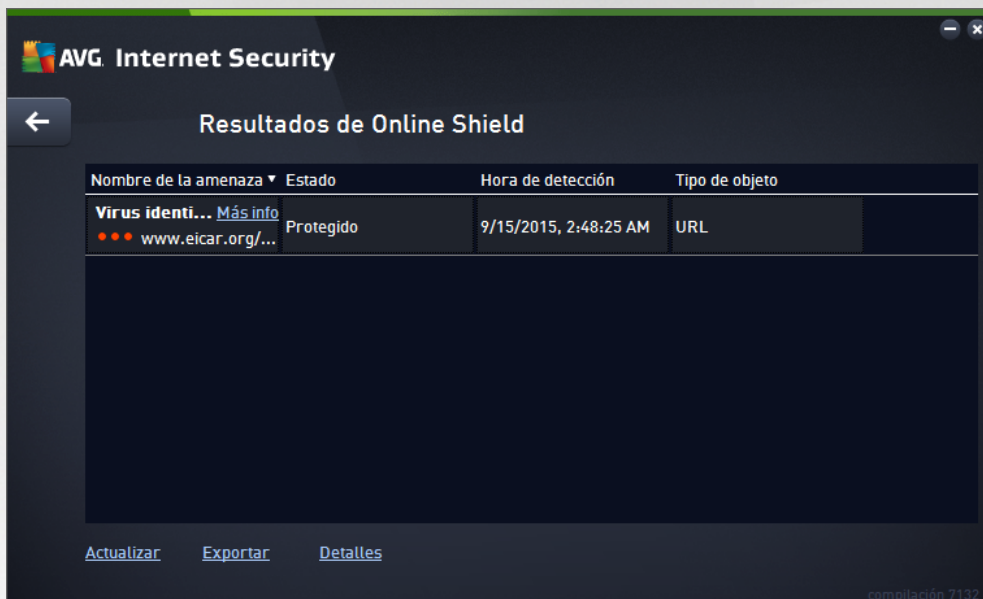 AVG. Internet Security
Resultados de Online Shield
Nombre de la amenaza Estado Hora de detección Tipo de objeto
Virus identi... Más info
www.eicar.org/... Protegido 9/15/2015, 2:48:25 AM URL
Actualizar Exportar Detalles
compilación 7132